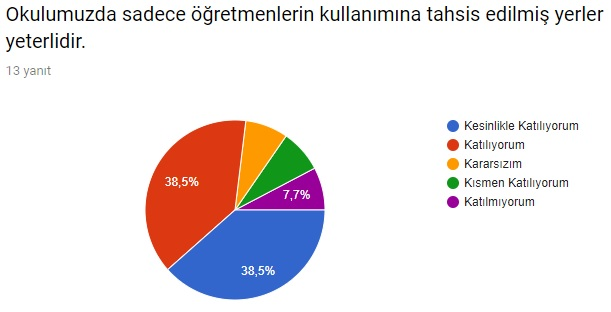 Okulumuzda sadece öğretmenlerin kullanımına tahsis edilmiş yerler
yeterlidir.
13 yanıt
Kesinlikle Katılıyorum
Katılıyorum
Kararsızım
Kısmen Katılıyorum
Katılmıyorum
38,5%
7,7%
38,5%